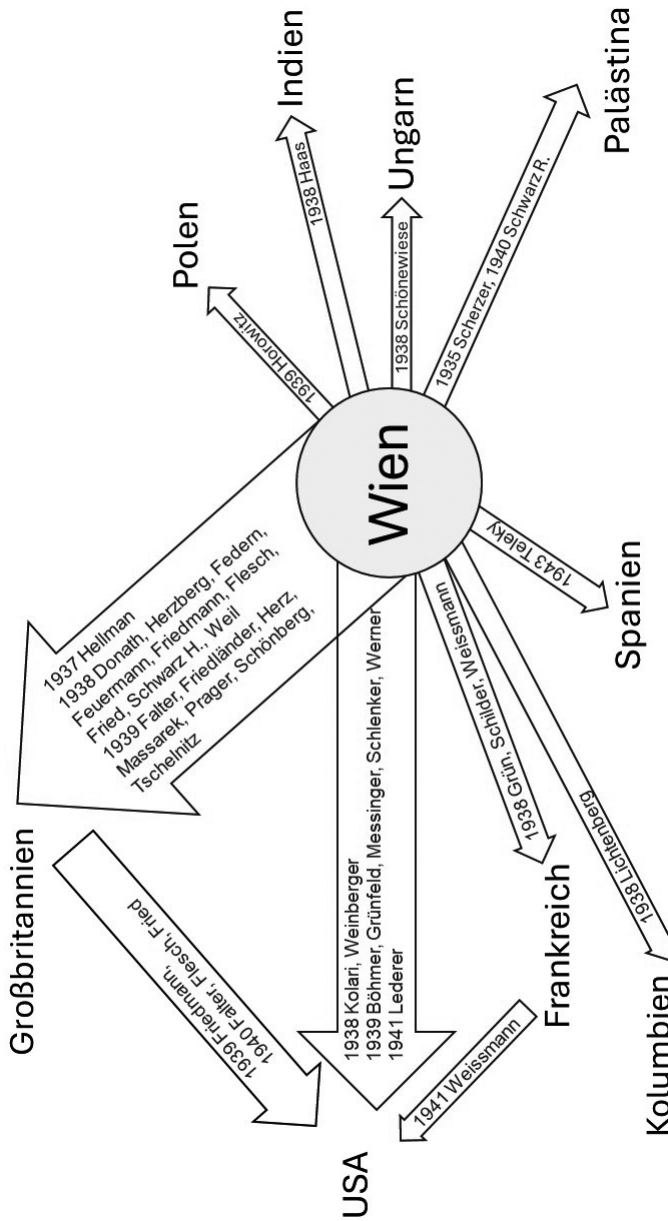 Großbritannien
1937 Hellman
1938 Donath, Herzberg, Federn,
Feuermann, Friedmann, Flesch,
Fried, Schwarz H., Weil
1939 Falter, Friedländer, Herz,
Massarek, Prager, Schönberg,
Tschelnitz
1939 Friedmann,
1940 Falter, Flesch, Fried
USA
1938 Kolari, Weinberger
1939 Böhmer, Grünfeld, Messinger, Schlenker, Werner
1941 Lederer
1941 Weissmann
Frankreich
1938 Grün, Schilder, Weissmann
Kolumbien
1938 Lichtenberg
Spanien
1943 Teleky
Wien
Polen
1939 Horowitz
Indien
1938 Haas
Ungarn
1938 Schönewiese
Palästina
1935 Scherzer, 1940 Schwarz R.